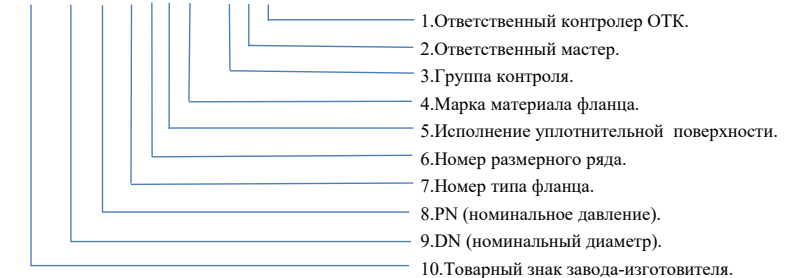 1.Ответственный контролер ОТК.
2.Ответственный мастер.
3.Группа контроля.
4.Марка материала фланца.
5.Исполнение уплотнительной поверхности.
6.Номер размерного ряда.
7.Номер типа фланца.
8.PN (номинальное давление).
9.DN (номинальный диаметр).
10.Товарный знак завода-изготовителя.